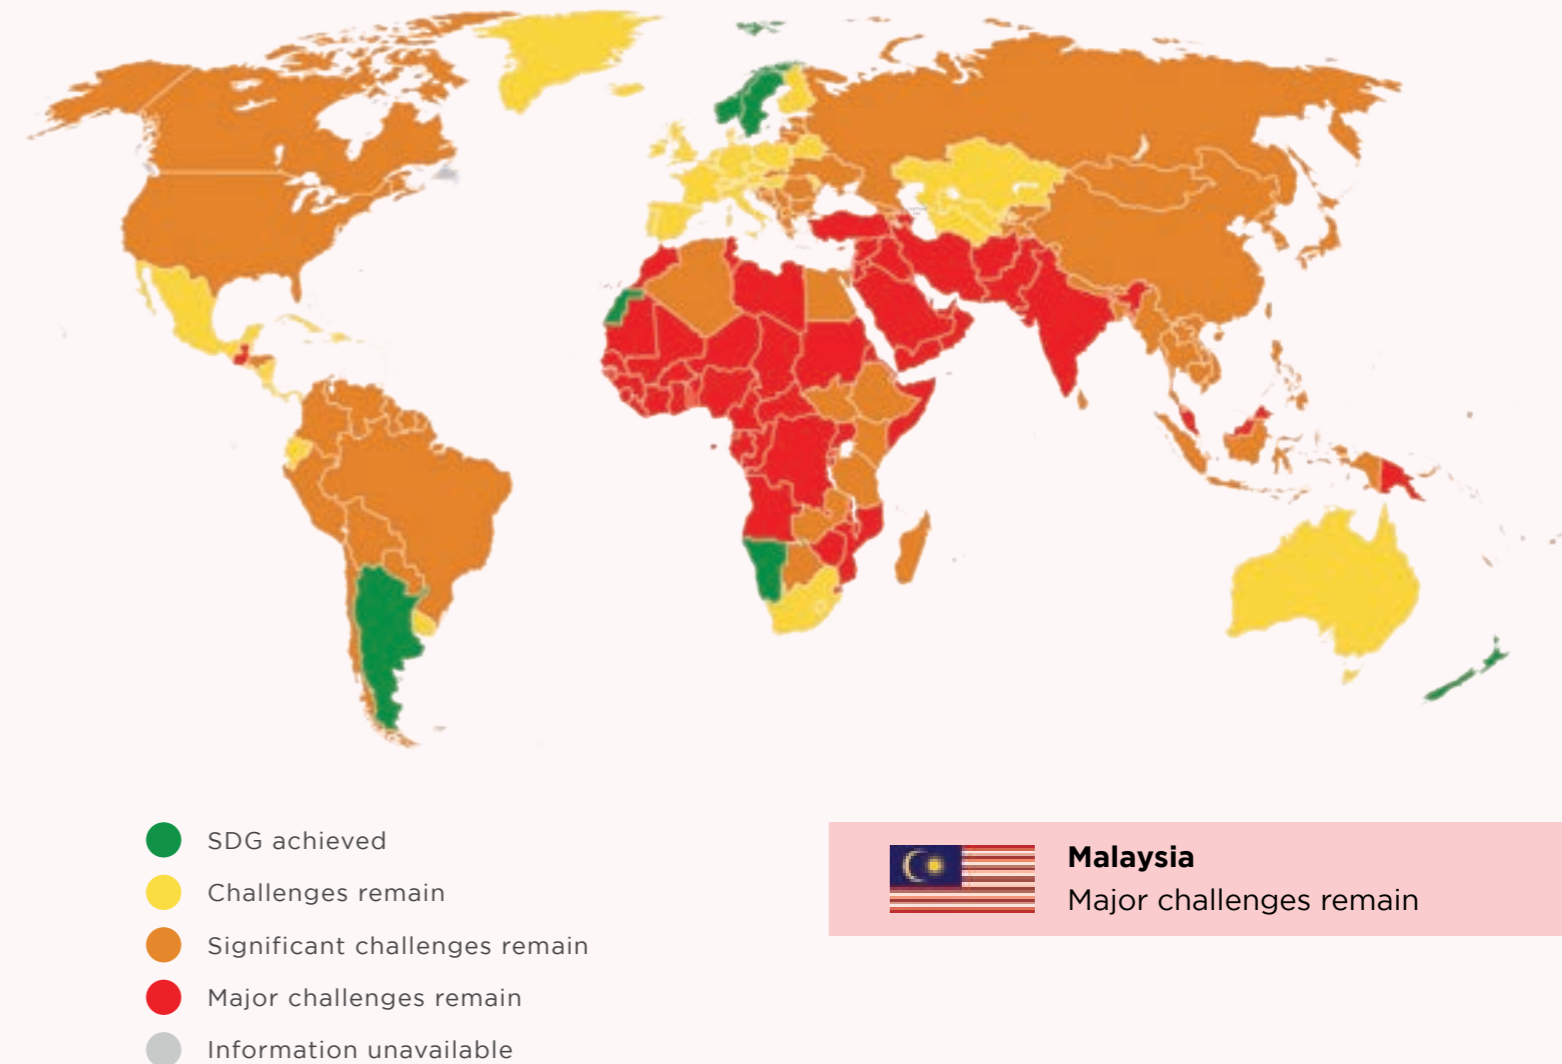 SDG achieved
Challenges remain
Significant challenges remain
Major challenges remain
Information unavailable
Malaysia
Major challenges remain